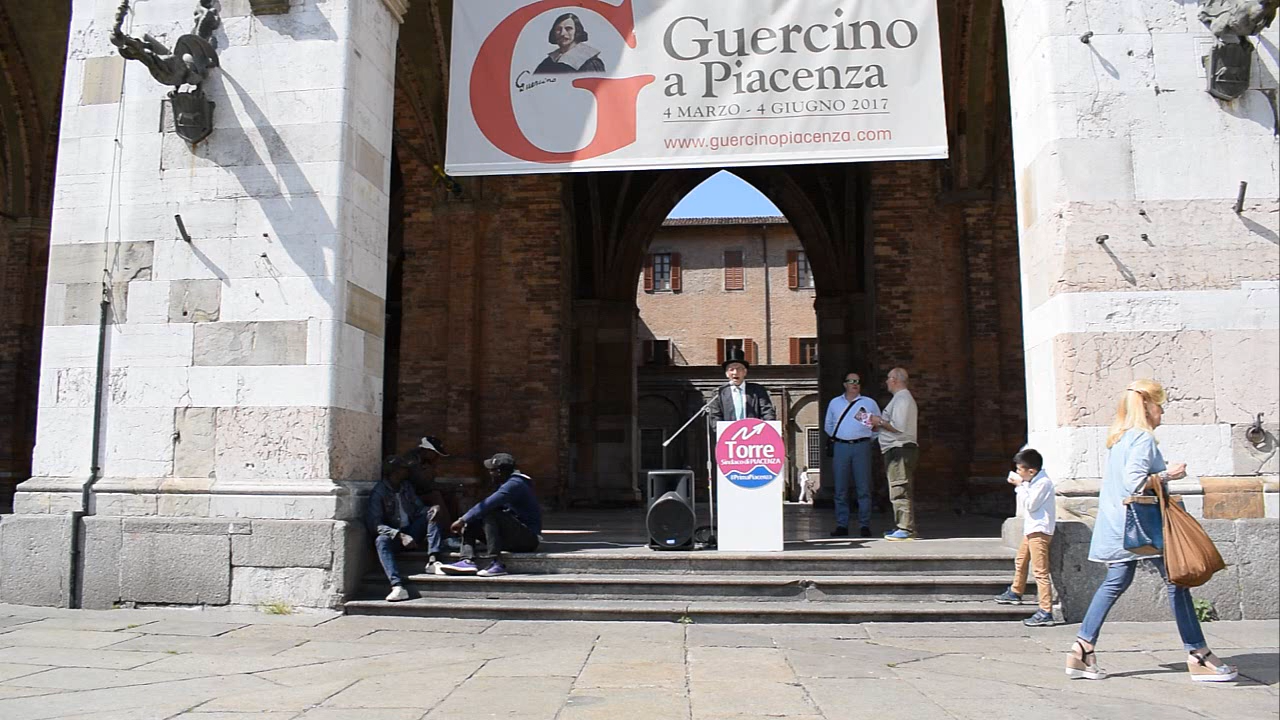 Guercino
a Piacenza
4 MARZO - 4 GIUGNO 2017
www.guercinopiacenza.com
G
Guercino
Torre
Sindaco di PIACENZA
#PrimaPiacenza